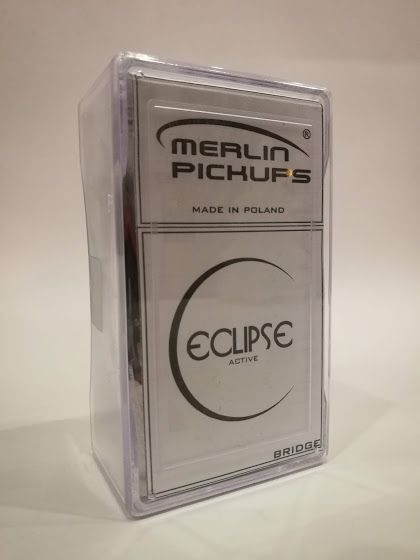 MERLIN ®
PICKUPS
MADE IN POLAND
ECLIPSE
ACTIVE
BRIDGE